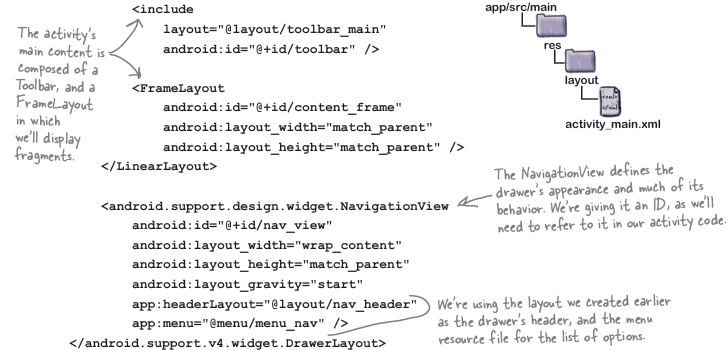 <include
layout="@layout/toolbar_main"
android:id="@+id/toolbar" />
The activity's
main content is
composed of a
Toolbar, and a
FrameLayout
in which
we'll display
fragments.
<FrameLayout
android:id="@+id/content_frame"
android:layout_width="match_parent"
android:layout_height="match_parent" />
</LinearLayout>
app/src/main
res
layout
<xml>
</xml>
activity_main.xml
<android.support.design.widget.NavigationView
android:id="@+id/nav_view"
android:layout_width="wrap_content"
android:layout_height="match_parent"
android:layout_gravity="start"
app:headerLayout="@layout/nav_header"
app:menu="@menu/menu_nav" />
</android.support.v4.widget.DrawerLayout>
The NavigationView defines the
drawer's appearance and much of its
behavior. We're giving it an ID, as we'll
need to refer to it in our activity code.
We're using the layout we created earlier
as the drawer's header, and the menu
resource file for the list of options.